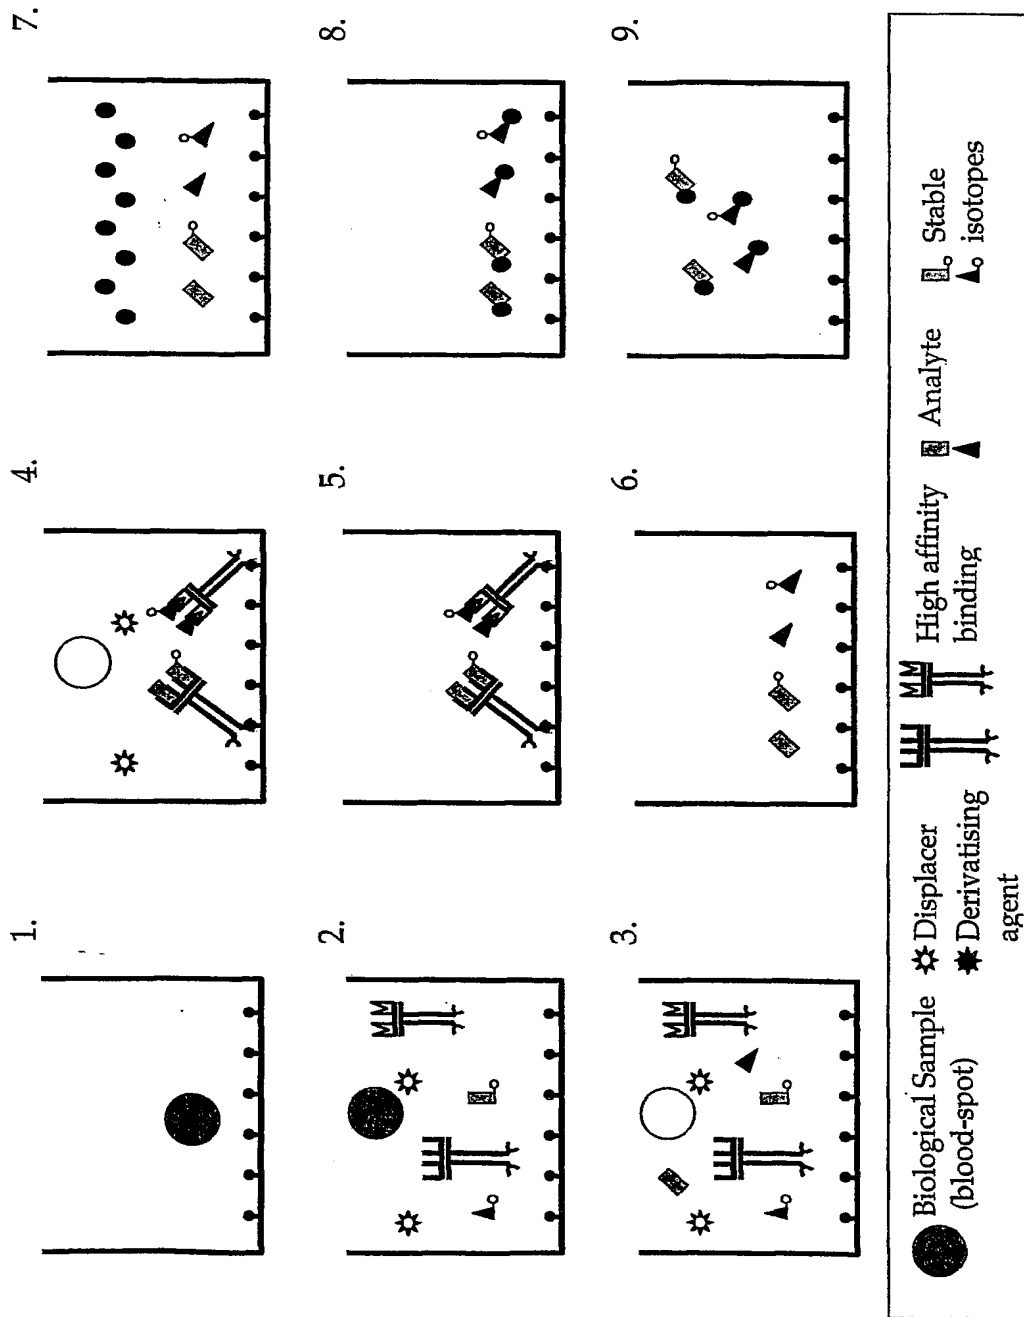 1.
2.
3.
4.
5.
6.
7.
8.
9.
Biological Sample
(blood-spot)
Displacer
Derivatising
agent
High affinity
binding
Analyte
Stable
isotopes